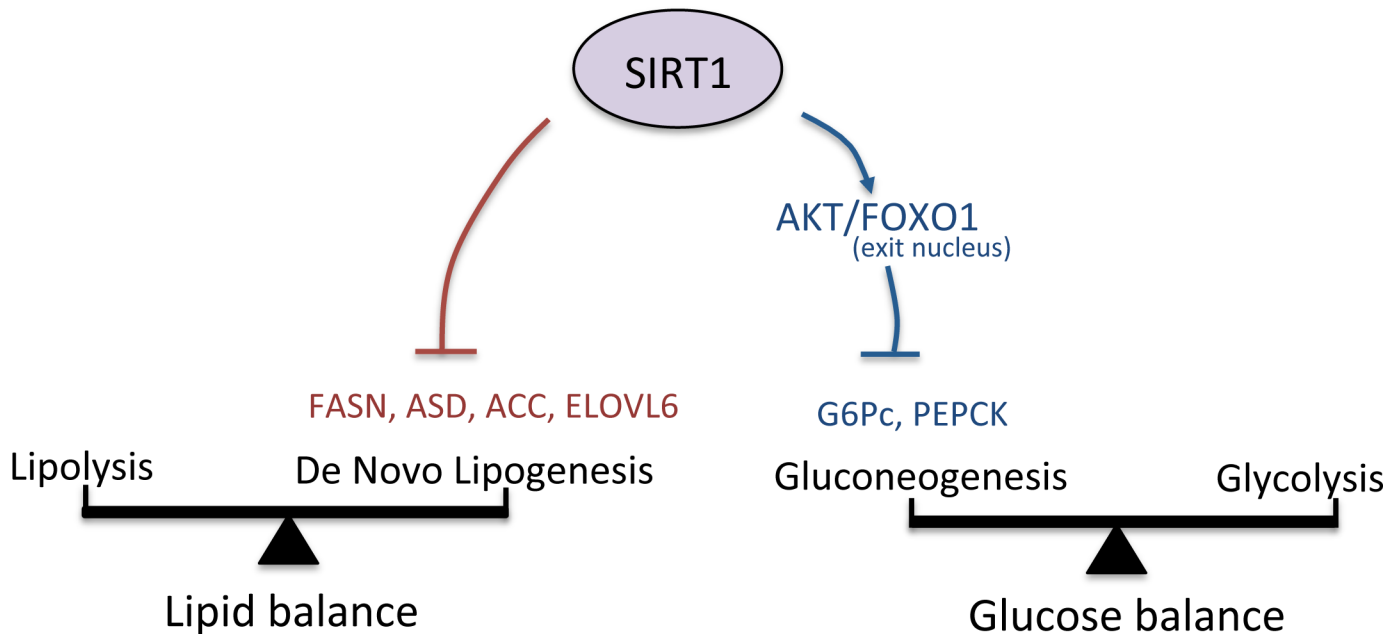 SIRT1
AKT/FOXO1
(exit nucleus)
FASN, ASD, ACC, ELOVL6
G6Pc, PEPCK
Lipolysis
De Novo Lipogenesis
Gluconeogenesis
Glycolysis
Lipid balance
Glucose balance